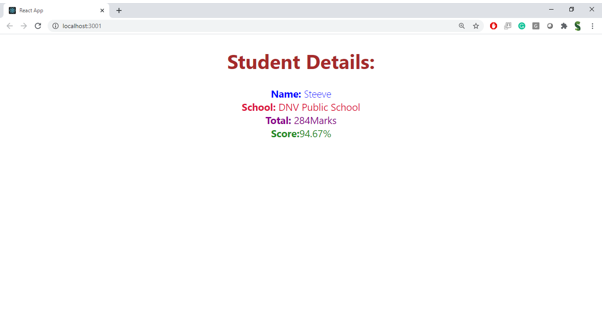 React App
localhost:3001
Student Details:
Name: Steeve
School: DNV Public School
Total: 284Marks
Score:94.67%